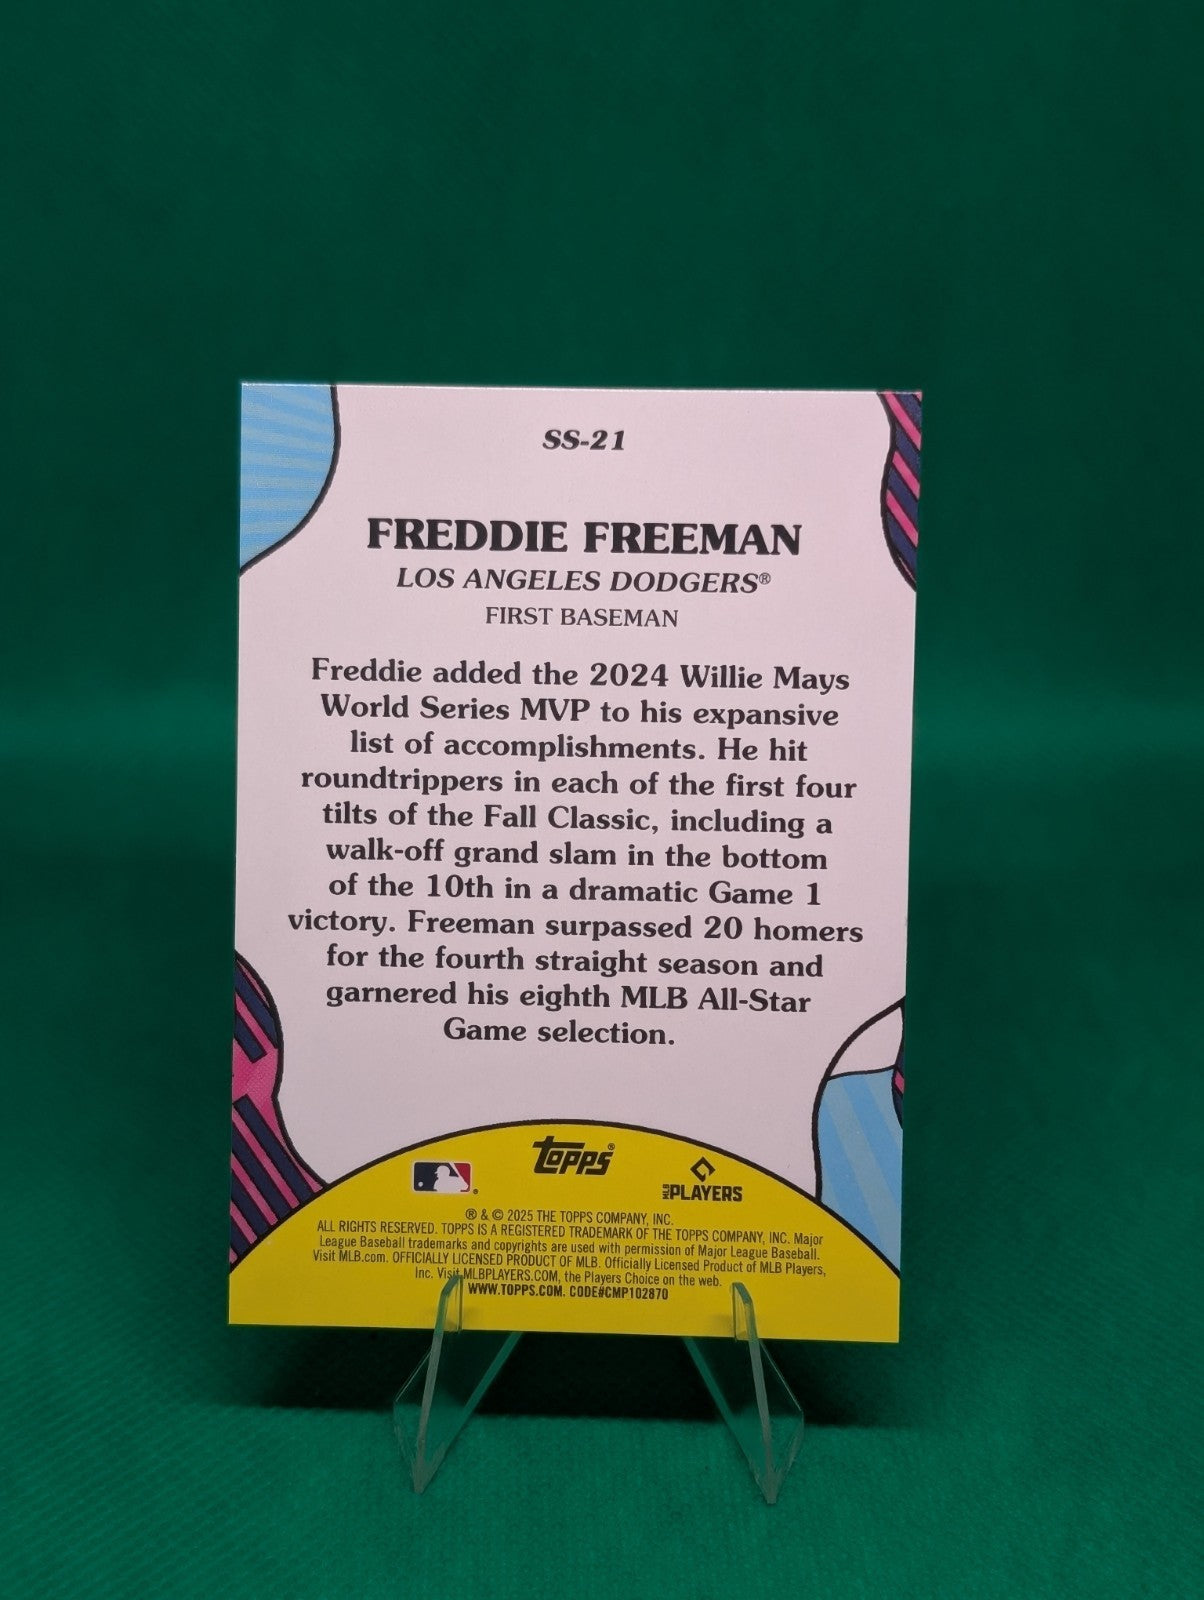 SS-21
FREDDIE FREEMAN
LOS ANGELES DODGERS®
FIRST BASEMAN
Freddie added the 2024 Willie Mays
World Series MVP to his expansive
list of accomplishments. He hit
roundtrippers in each of the first four
tilts of the Fall Classic, including a
walk-off grand slam in the bottom
of the 10th in a dramatic Game 1
victory. Freeman surpassed 20 homers
for the fourth straight season and
garnered his eighth MLB All-Star
Game selection.
topps®
MLB PLAYERS
® & © 2025 THE TOPPS COMPANY, INC.
ALL RIGHTS RESERVED. TOPPS IS A REGISTERED TRADEMARK OF THE TOPPS COMPANY, INC. Major
League Baseball trademarks and copyrights are used with permission of Major League Baseball.
Visit MLB.com. OFFICIALLY LICENSED PRODUCT OF MLB. Officially Licensed Product of MLB Players,
Inc. Visit MLBPLAYERS.COM, the Players Choice on the web.
WWW.TOPPS.COM. CODE#CMP102870